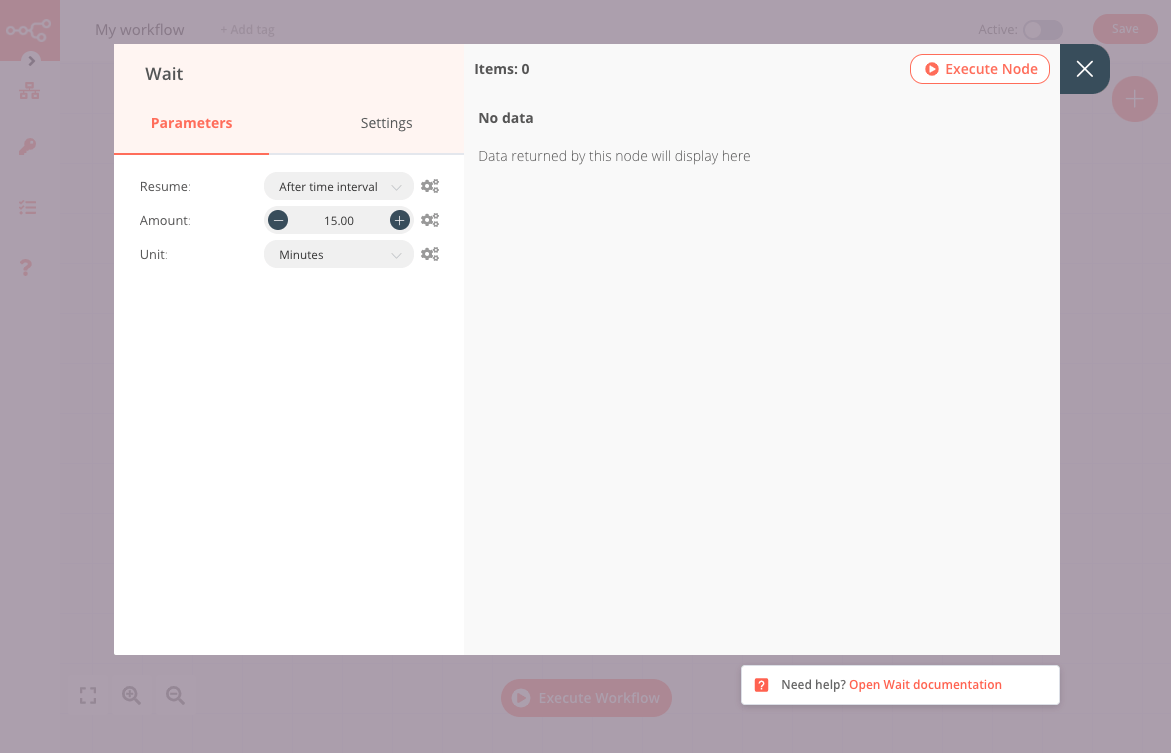 My workflow + Add tag Active: Save
Wait
Items: 0
Execute Node
Parameters Settings
No data
Data returned by this node will display here
Resume: After time interval
Amount: 15.00
Unit: Minutes
Execute Workflow
Need help? Open Wait documentation